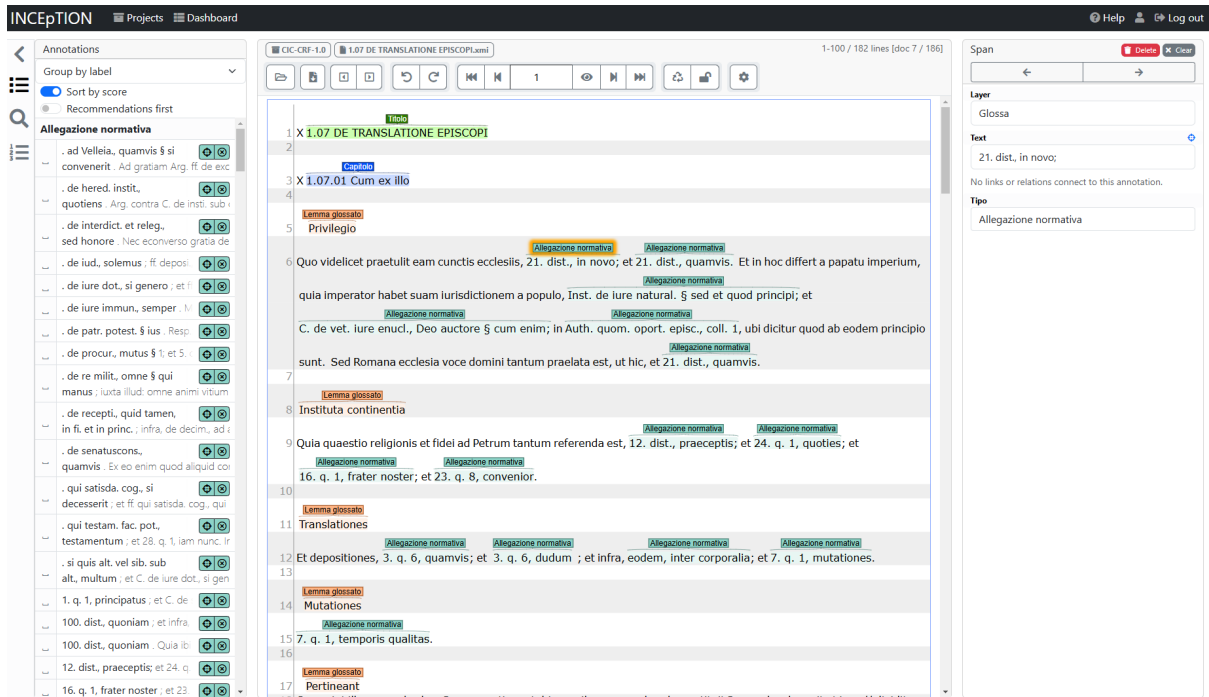 INCEpTION Projects Dashboard Help Log out
Annotations
Group by label
Sort by score
Recommendations first
Allegazione normativa
. ad Velleia., quamvis § si
convenerit . Ad gratiam Arg. ff. de exc
. de hered. instit.,
quotiens . Arg. contra C. de insti. sub
. de interdict. et releg.,
sed honore . Nec econverso gratia de
. de iud., solemus ; ff. deposi
. de iure dot., si genero ; et f
. de iure immun., semper . M
. de patr. potest. § ius . Resp
. de procur., mutus § 1; et 5.
. de re milit., omne § qui
manus ; iuxta illud: omne animi vitium
. de recepti., quid tamen,
in fi. et in princ. ; infra, de decim., ad
. de senatuscons.,
quamvis . Ex eo enim quod aliquid
. qui satisda. cog., si
decesserit ; et ff. qui satisda. cog., qui
. qui testam. fac. pot.,
testamentum ; et 28. q. 1, iam nunc. Ir
. si quis alt. vel sib. sub
alt., multum ; et C. de iure dot., si gen
1. q. 1, principatus ; et C. de
100. dist., quoniam ; et infra,
100. dist., quoniam . Quia ib
12. dist., praeceptis; et 24. q
16. q. 1, frater noster ; et 23
CIC-CRF-1.0 1.07 DE TRANSLATIONE EPISCOPI.xmi 1-100 / 182 lines [doc 7 / 186]
1
Titolo
1 X 1.07 DE TRANSLATIONE EPISCOPI
2
Capitolo
3 X 1.07.01 Cum ex illo
4
Lemma glossato
5 Privilegio
Allegazione normativa Allegazione normativa
6 Quo videlicet praetulit eam cunctis ecclesiis, 21. dist., in novo; et 21. dist., quamvis. Et in hoc differt a papatu imperium,
Allegazione normativa
quia imperator habet suam iurisdictionem a populo, Inst. de iure natural. § sed et quod principi; et
Allegazione normativa Allegazione normativa
C. de vet. iure enucl., Deo auctore § cum enim; in Auth. quom. oport. episc., coll. 1, ubi dicitur quod ab eodem principio
Allegazione normativa
sunt. Sed Romana ecclesia voce domini tantum praelata est, ut hic, et 21. dist., quamvis.
7
Lemma glossato
8 Instituta continentia
Allegazione normativa Allegazione normativa
9 Quia quaestio religionis et fidei ad Petrum tantum referenda est, 12. dist., praeceptis; et 24. q. 1, quoties; et
Allegazione normativa Allegazione normativa
16. q. 1, frater noster; et 23. q. 8, convenior.
10
Lemma glossato
11 Translationes
Allegazione normativa Allegazione normativa Allegazione normativa Allegazione normativa
12 Et depositiones, 3. q. 6, quamvis; et 3. q. 6, dudum ; et infra, eodem, inter corporalia; et 7. q. 1, mutationes.
13
Lemma glossato
14 Mutationes
Allegazione normativa
15 7. q. 1, temporis qualitas.
16
Lemma glossato
17 Pertineant
Span Delete Clear
Layer
Glossa
Text
21. dist., in novo;
No links or relations connect to this annotation.
Tipo
Allegazione normativa